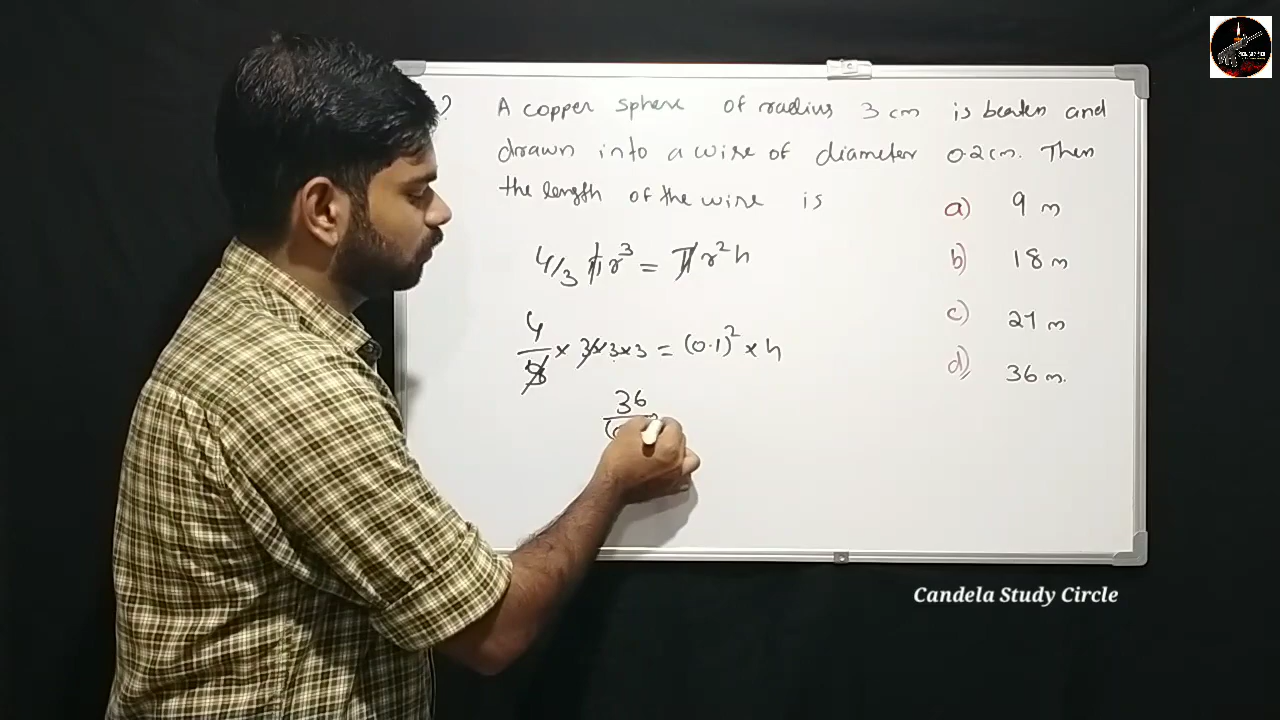 A copper sphere of radius 3 cm is beaten and
drawn into a wire of diameter 0.2 cm. Then
the length of the wire is
a) 9 m
b) 18 m
c) 27 m
d) 36 m.
4/3 πr³ = πr²h
4/3 × 3 × 3 × 3 = (0.1)² × h
36
Candela Study Circle